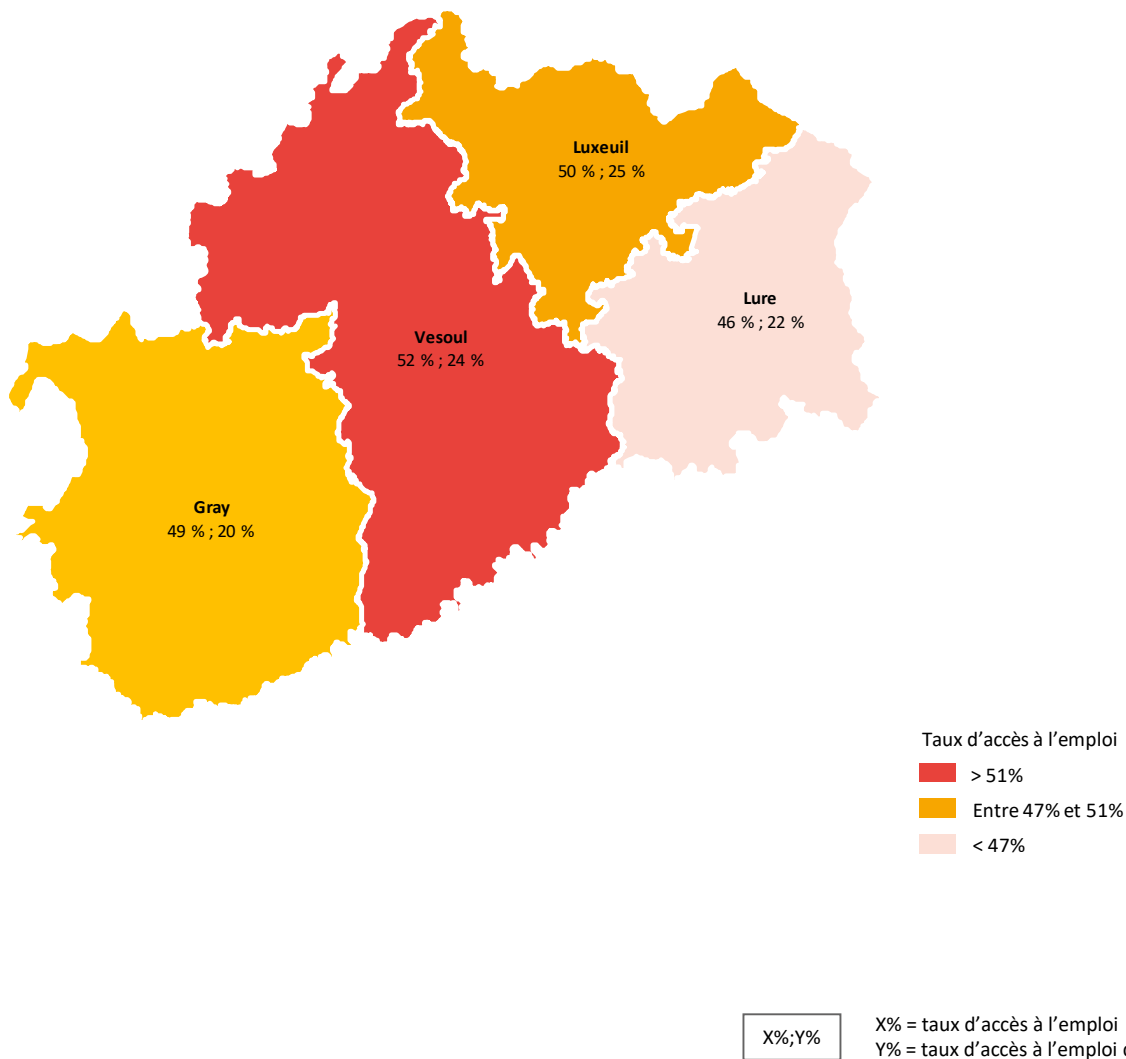 Luxeuil
50 % ; 25 %
Lure
46 % ; 22 %
Vesoul
52 % ; 24 %
Gray
49 % ; 20 %
Taux d’accès à l’emploi
> 51%
Entre 47% et 51%
< 47%
X%;Y%
X% = taux d’accès à l’emploi
Y% = taux d’accès à l’emploi